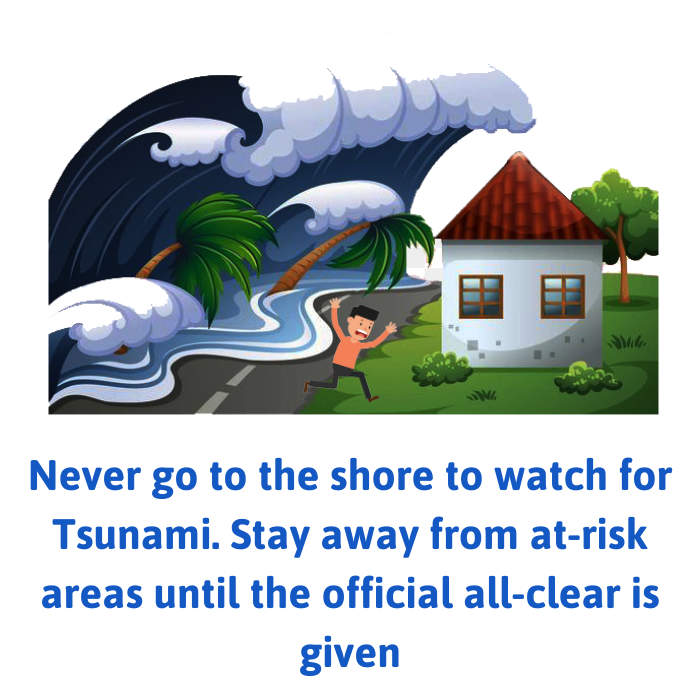 Never go to the shore to watch for
Tsunami. Stay away from at-risk
areas until the official all-clear is
given